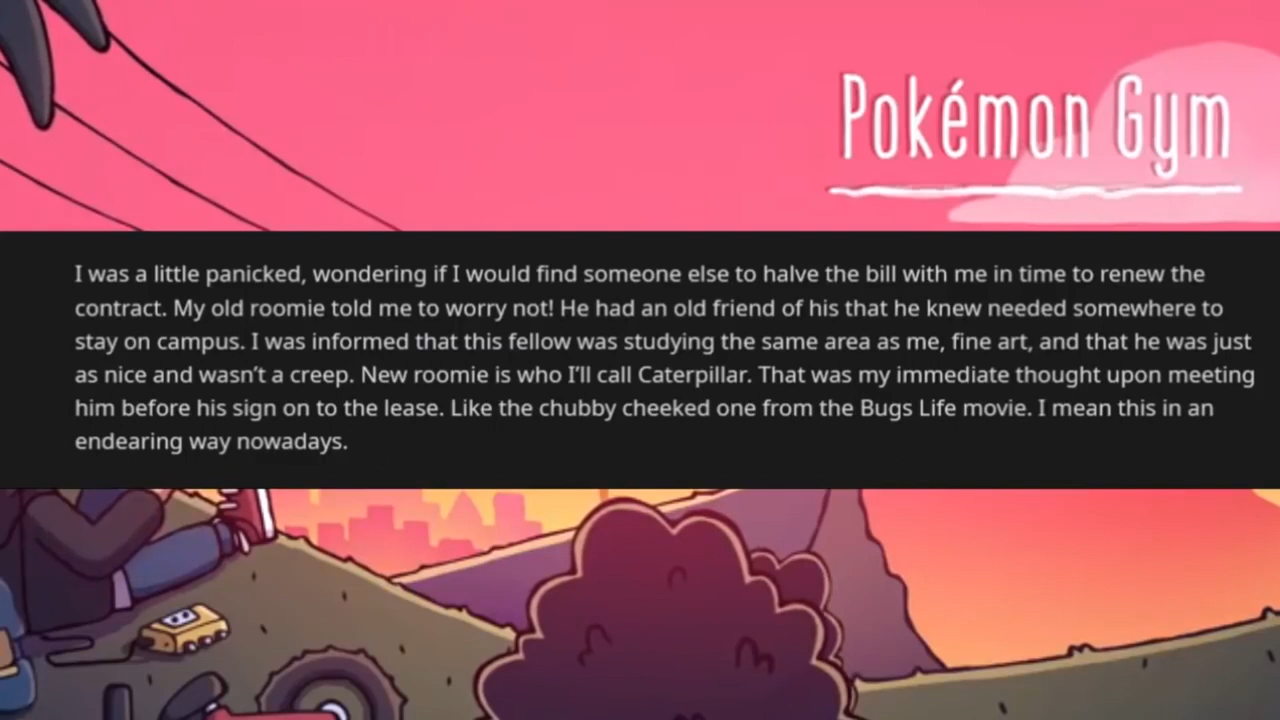 Pokémon Gym
I was a little panicked, wondering if I would find someone else to halve the bill with me in time to renew the
contract. My old roomie told me to worry not! He had an old friend of his that he knew needed somewhere to
stay on campus. I was informed that this fellow was studying the same area as me, fine art, and that he was just
as nice and wasn’t a creep. New roomie is who I’ll call Caterpillar. That was my immediate thought upon meeting
him before his sign on to the lease. Like the chubby cheeked one from the Bugs Life movie. I mean this in an
endearing way nowadays.